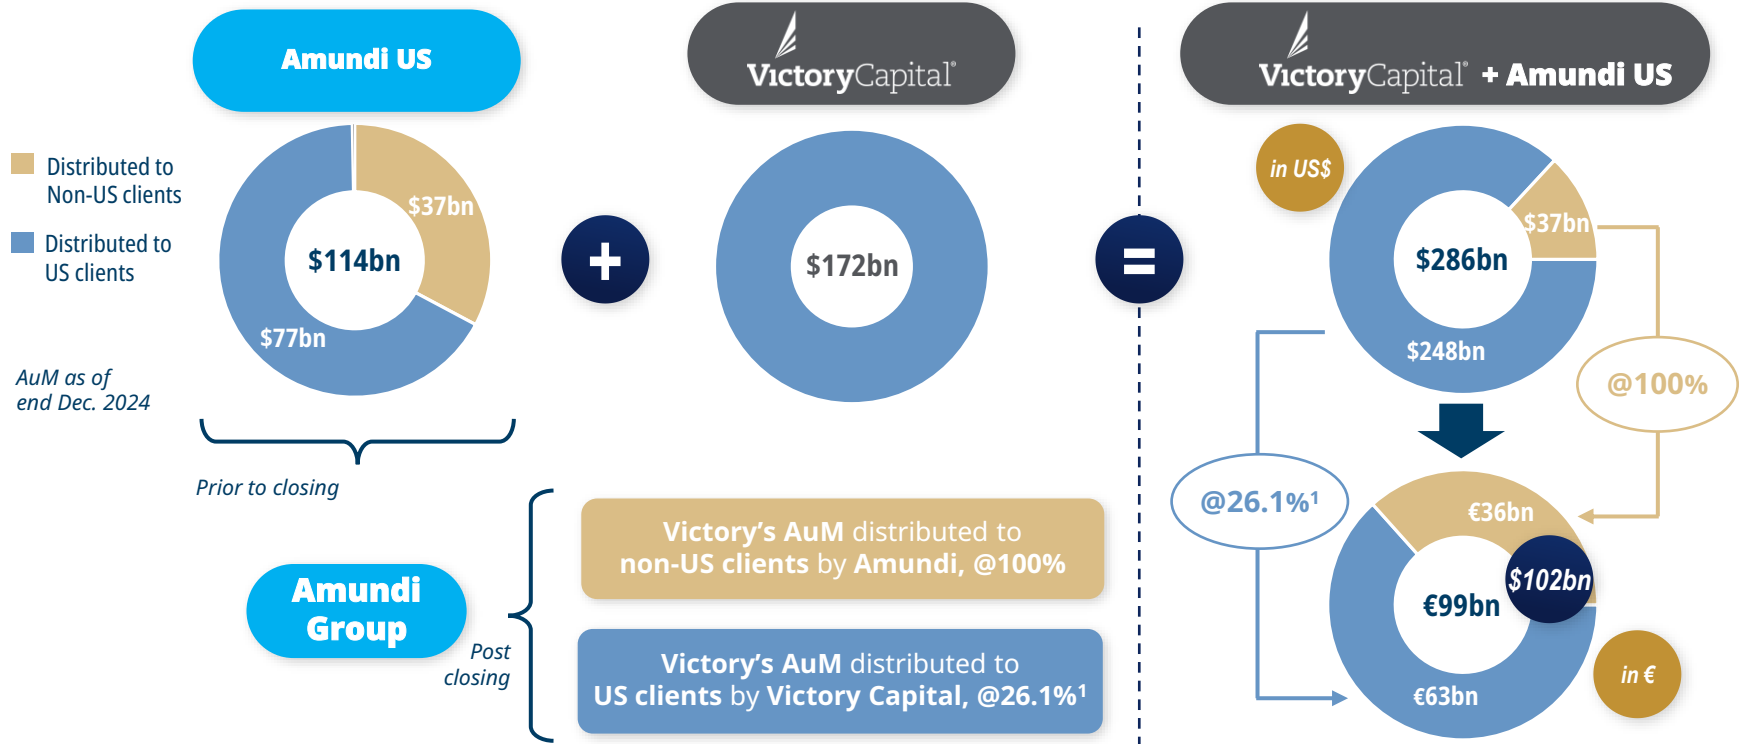 Amundi US
VictoryCapital®
VictoryCapital® + Amundi US
Distributed to
Non-US clients
Distributed to
US clients
AuM as of
end Dec. 2024
$37bn
$114bn
$77bn
Prior to closing
+
$172bn
=
in US$
$37bn
$286bn
$248bn
@100%
@26.1%¹
€36bn
$102bn
€99bn
€63bn
in €
Amundi
Group
Post
closing
Victory’s AuM distributed to
non-US clients by Amundi, @100%
Victory’s AuM distributed to
US clients by Victory Capital, @26.1%¹